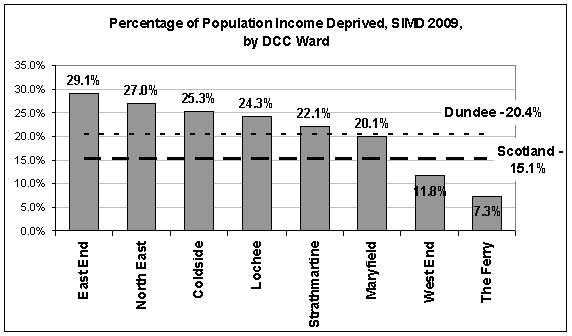 Percentage of Population Income Deprived, SIMD 2009,
by DCC Ward
35.0%
30.0%
25.0%
20.0%
15.0%
10.0%
5.0%
0.0%
29.1%
27.0%
25.3%
24.3%
22.1%
20.1%
11.8%
7.3%
Dundee -20.4%
Scotland -
15.1%
East End
North East
Coldside
Lochee
Strathmartine
Maryfield
West End
The Ferry